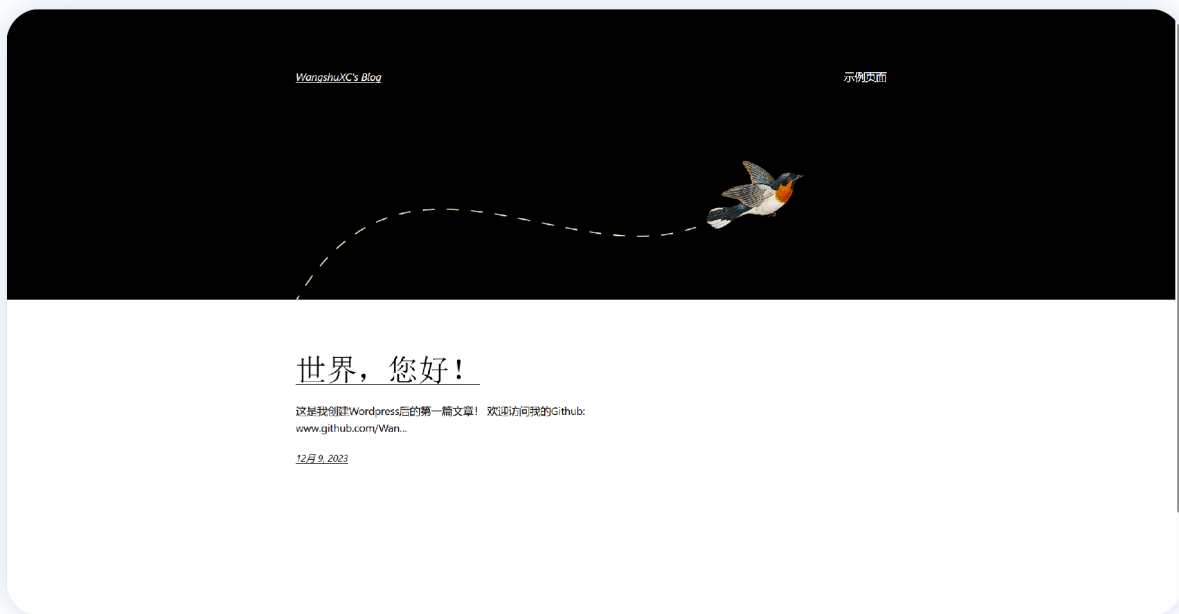 WangshuXC's Blog
示例页面
世界，您好！
这是我创建Wordpress后的第一篇文章！ 欢迎访问我的Github:
www.github.com/Wan...
12月 9, 2023